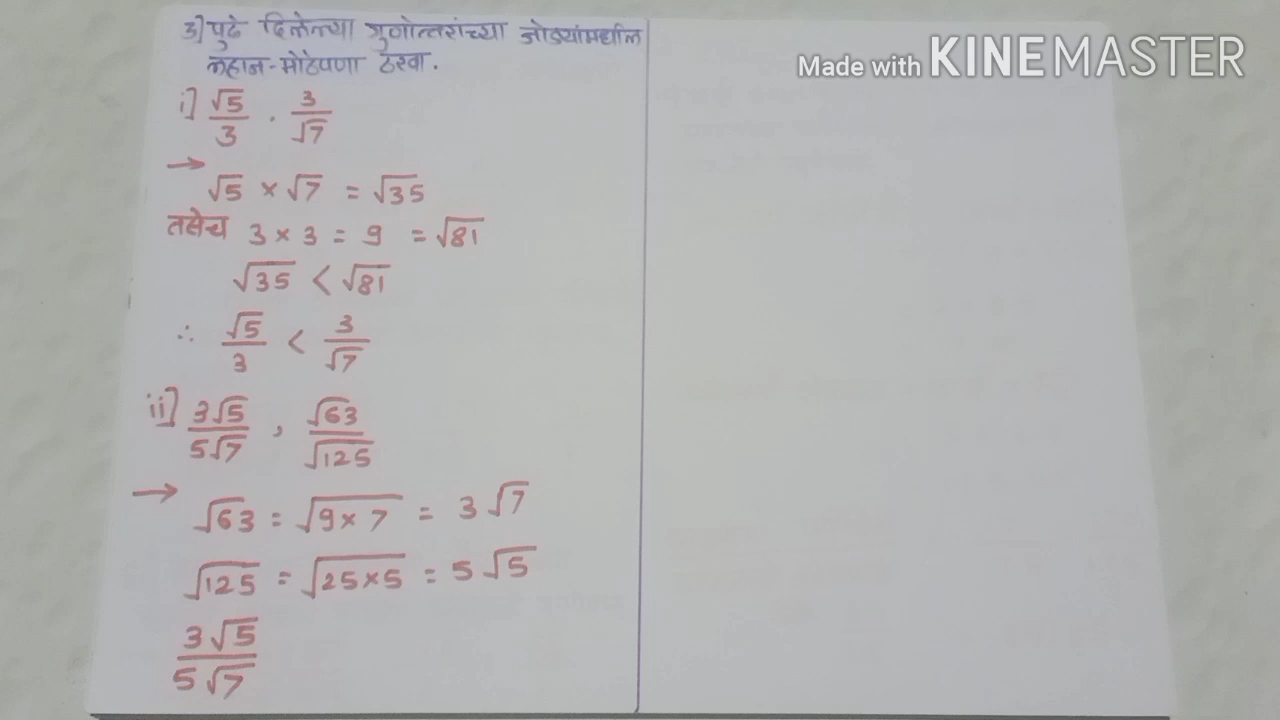 3] पुढे दिलेल्या गुणोत्तरांच्या जोड्यांमधील
लहान-मोठेपणा ठरवा.
Made with KINEMASTER
i] √5/3 . 3/√7
→
√5 × √7 = √35
तसेच 3 × 3 = 9 = √81
√35 < √81
∴ √5/3 < 3/√7
ii] 3√5/5√7 , √63/√125
→
√63 = √9×7 = 3√7
√125 = √25×5 = 5√5
3√5/5√7